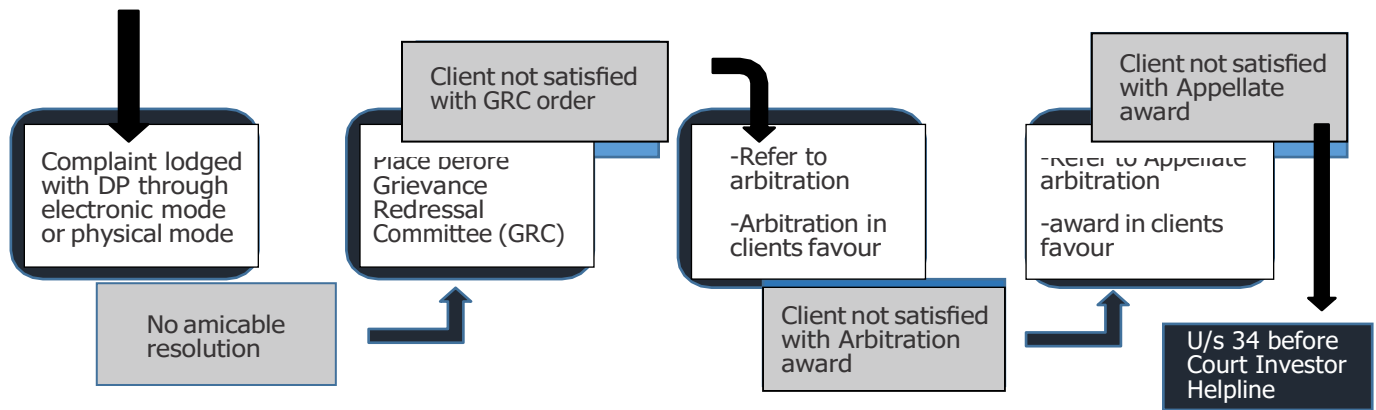 Complaint lodged
with DP through
electronic mode
or physical mode
No amicable
resolution
Client not satisfied
with GRC order
Place before
Grievance
Redressal
Committee (GRC)
-Refer to
arbitration
-Arbitration in
clients favour
Client not satisfied
with Arbitration
award
Client not satisfied
with Appellate
award
-Refer to Appellate
arbitration
-award in clients
favour
U/s 34 before
Court Investor
Helpline